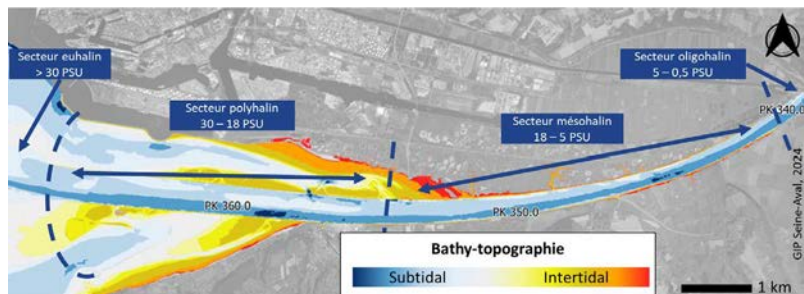 Secteur euhalin
> 30 PSU
Secteur polyhalin
30 – 18 PSU
Secteur mésohalin
18 – 5 PSU
Secteur oligohalin
5 – 0,5 PSU
PK 340.0
PK 360.0
PK 350.0
Bathy-topographie
Subtidal
Intertidal
1 km
GIP Seine-Aval, 2024